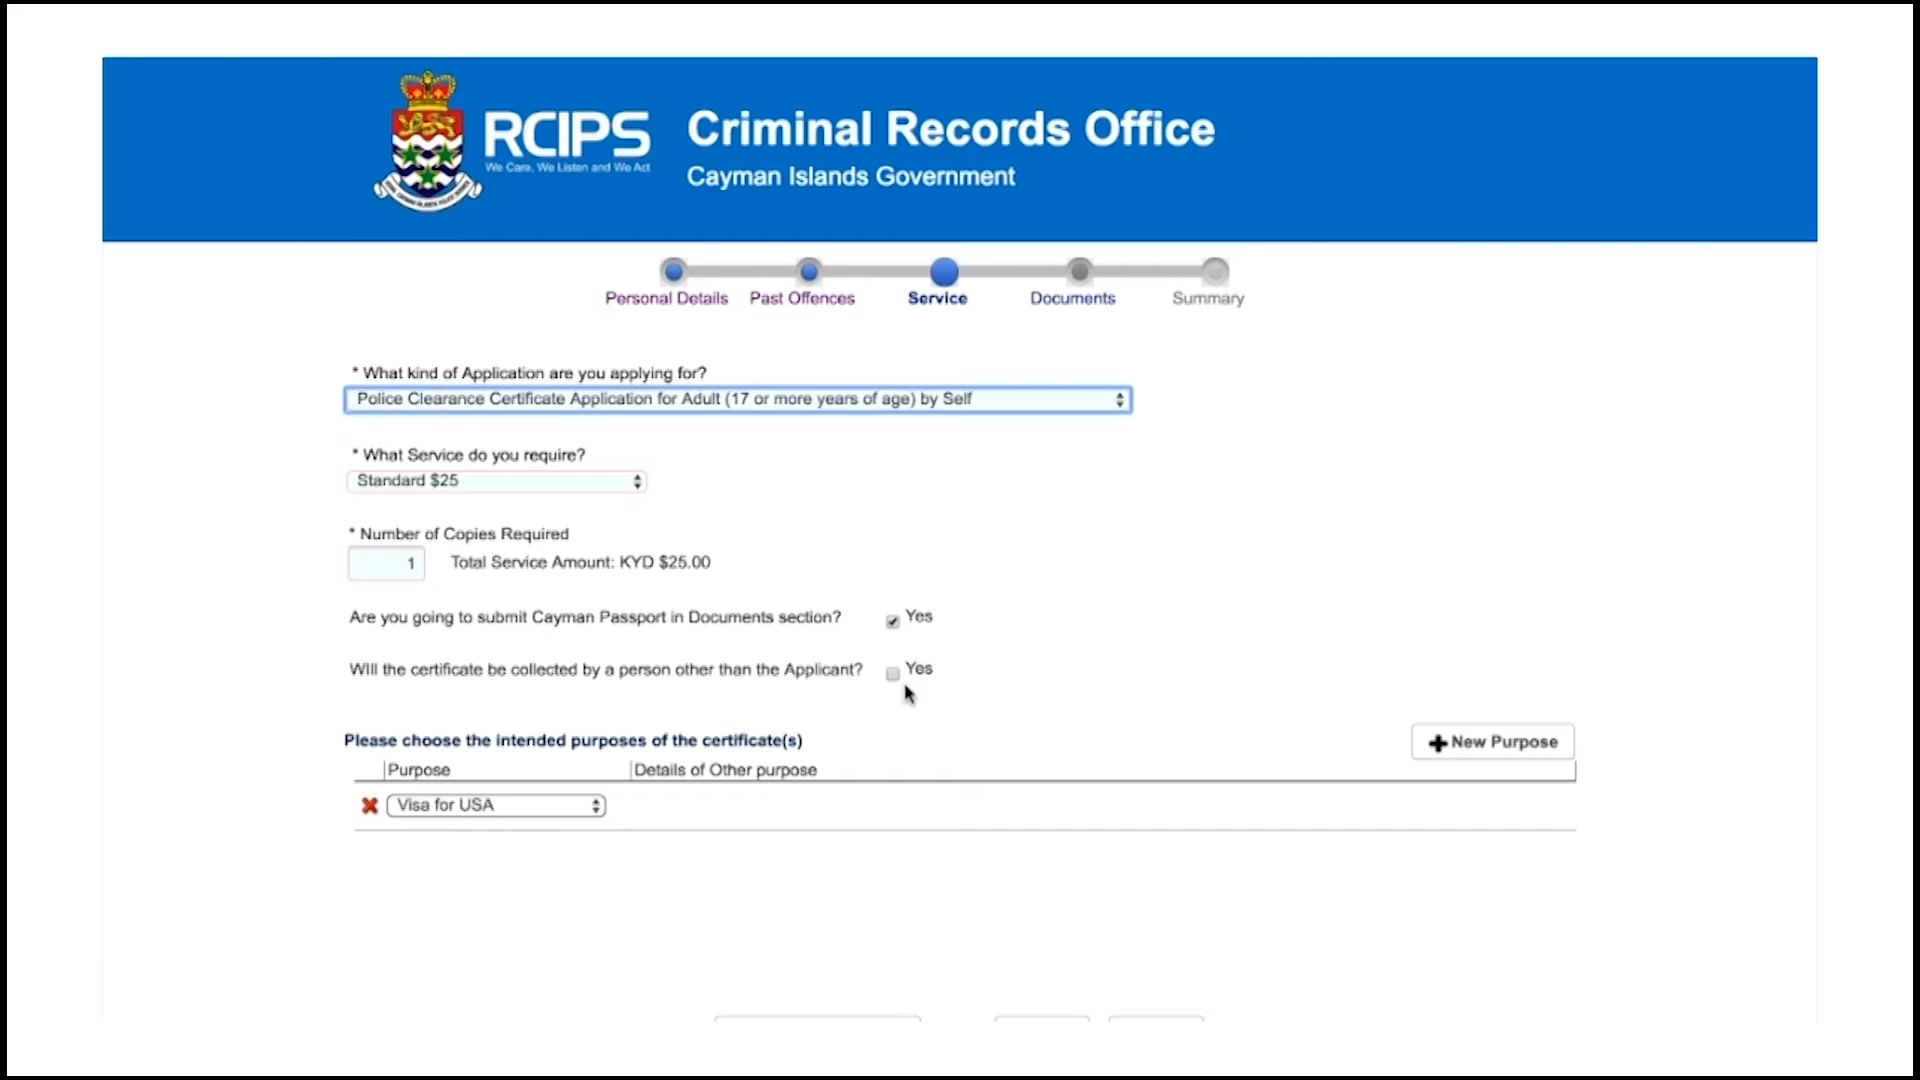 RCIPS
We Care, We Listen and We Act
Criminal Records Office
Cayman Islands Government
Personal Details
Past Offences
Service
Documents
Summary
* What kind of Application are you applying for?
Police Clearance Certificate Application for Adult (17 or more years of age) by Self
* What Service do you require?
Standard $25
* Number of Copies Required
1
Total Service Amount: KYD $25.00
Are you going to submit Cayman Passport in Documents section?
Yes
WIll the certificate be collected by a person other than the Applicant?
Yes
Please choose the intended purposes of the certificate(s)
New Purpose
Purpose
Details of Other purpose
Visa for USA